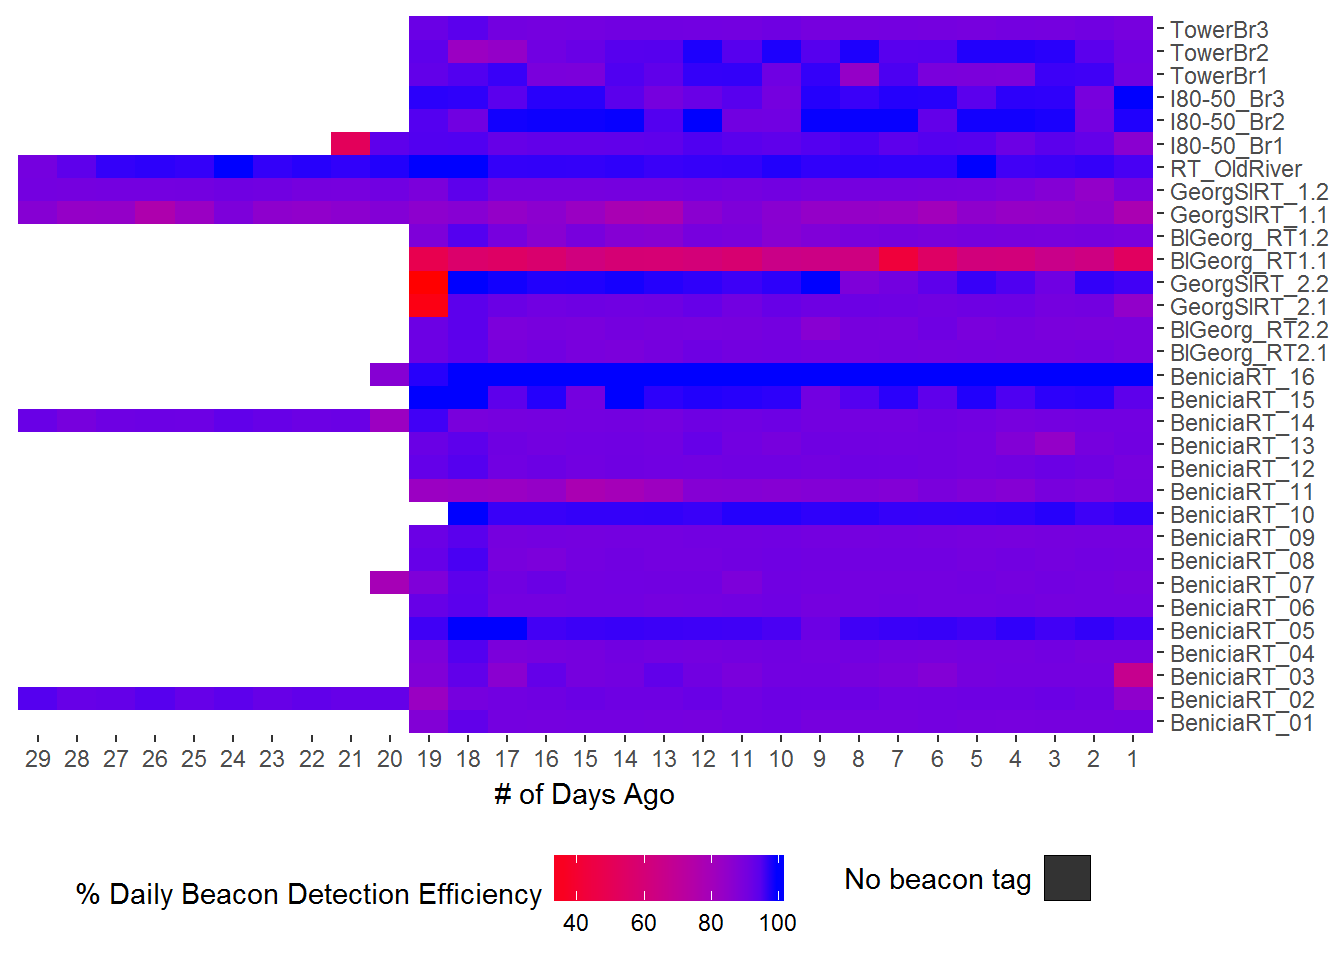 TowerBr3
TowerBr2
TowerBr1
I80-50_Br3
I80-50_Br2
I80-50_Br1
RT_OldRiver
GeorgSlRT_1.2
GeorgSlRT_1.1
BlGeorg_RT1.2
BlGeorg_RT1.1
GeorgSlRT_2.2
GeorgSlRT_2.1
BlGeorg_RT2.2
BlGeorg_RT2.1
BeniciaRT_16
BeniciaRT_15
BeniciaRT_14
BeniciaRT_13
BeniciaRT_12
BeniciaRT_11
BeniciaRT_10
BeniciaRT_09
BeniciaRT_08
BeniciaRT_07
BeniciaRT_06
BeniciaRT_05
BeniciaRT_04
BeniciaRT_03
BeniciaRT_02
BeniciaRT_01
29 28 27 26 25 24 23 22 21 20 19 18 17 16 15 14 13 12 11 10 9 8 7 6 5 4 3 2 1
# of Days Ago
% Daily Beacon Detection Efficiency
40 60 80 100
No beacon tag